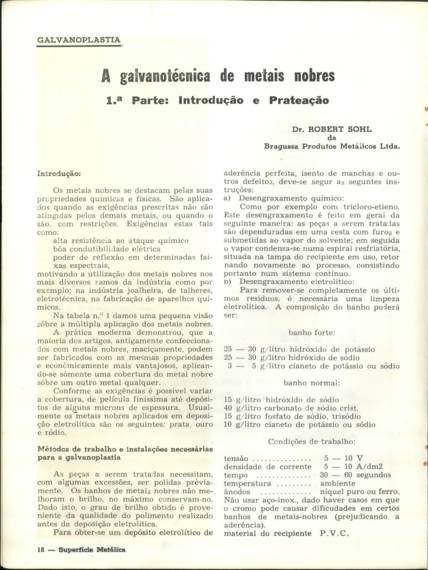 GALVANOPLASTIA
A galvanotécnica de metais nobres
1.ª Parte: Introdução e Prateação
Dr. ROBERT SOHL
da
Bragussa Produtos Metálicos Ltda.
Introdução:
Os metais nobres se destacam pelas suas
propriedades químicas e físicas. São aplica-
dos quando as exigências prescritas não são
atingidas pelos demais metais, ou quando o
são, com restrições. Exigências estas tais
como:
alta resistência ao ataque químico
bôa condutibilidade elétrica
poder de reflexão em determinadas fai-
xas espectrais,
motivando a utilização dos metais nobres nos
mais diversos ramos da indústria como por
exemplo: na indústria joalheira, de talheres,
eletrotécnica, na fabricação de aparelhos quí-
micos.
Na tabela n.º 1 damos uma pequena visão
sôbre a múltipla aplicação dos metais nobres.
A prática moderna demonstrou, que a
maioria dos artigos, antigamente confecciona-
dos com metais nobres, maciçamente, podem
ser fabricados com as mesmas propriedades
e econômicamente mais vantajosos, aplican-
do-se sòmente uma cobertura do metal nobre
sôbre um outro metal qualquer.
Conforme as exigências é possível variar
a cobertura, de película finíssima até depósi-
tos de alguns microns de espessura. Usual-
mente os metais nobres aplicados em deposi-
ção eletrolítica são os seguintes: prata, ouro
e ródio.
Métodos de trabalho e instalações necessárias
para a galvanoplastia
As peças a serem tratadas necessitam,
com algumas excessões, ser polidas prèvia-
mente. Os banhos de metais nobres não me-
lhoram o brilho, no máximo conservam-no.
Dado isto, o grau de brilho obtido é prove-
niente da qualidade do polimento realizado
antes da deposição eletrolítica.
Para obter-se um depósito eletrolítico de
18 — Superfície Metálica
aderência perfeita, isento de manchas e ou-
tros defeitos, deve-se seguir as seguntes ins-
truções:
a) Desengraxamento químico:
Como por exemplo com tricloro-etieno.
Êste desengraxamento é feito em geral da
seguinte maneira: as peças a serem tratadas
são dependuradas em uma cesta com furos e
submetidas ao vapor do solvente; em seguida
o vapor condensa-se numa espiral resfriatória,
situada na tampa do recipiente em uso, retor
nando novamente ao processo, consistindo
portanto num sistema contínuo.
b) Desengraxamento eletrolítico:
Para remover-se completamente os últi-
mos resíduos, é necessária uma limpeza
eletrolítica. A composição do banho poderá
ser:
banho forte:
25 — 30 g/litro hidróxido de potássio
25 — 30 g/litro hidróxido de sódio
3 — 5 g/litro cianeto de potássio ou sódio
banho normal:
15 g/litro hidróxido de sódio
40 g/litro carbonato de sódio crist.
15 g/litro fosfato de sódio, trisódio
10 g/litro cianeto de potássio ou sódio
Condições de trabalho:
tensão .............. 5 — 10 V
densidade de corrente 5 — 10 A/dm2
tempo .............. 30 — 60 segundos
temperatura ......... ambiente
ânodos ......... níquel puro ou ferro.
Não usar aço-inox., dado haver casos em que
o cromo pode causar dificudades em certos
banhos de metais-nobres (prejudicando a
aderência).
material do recipiente P.V.C.